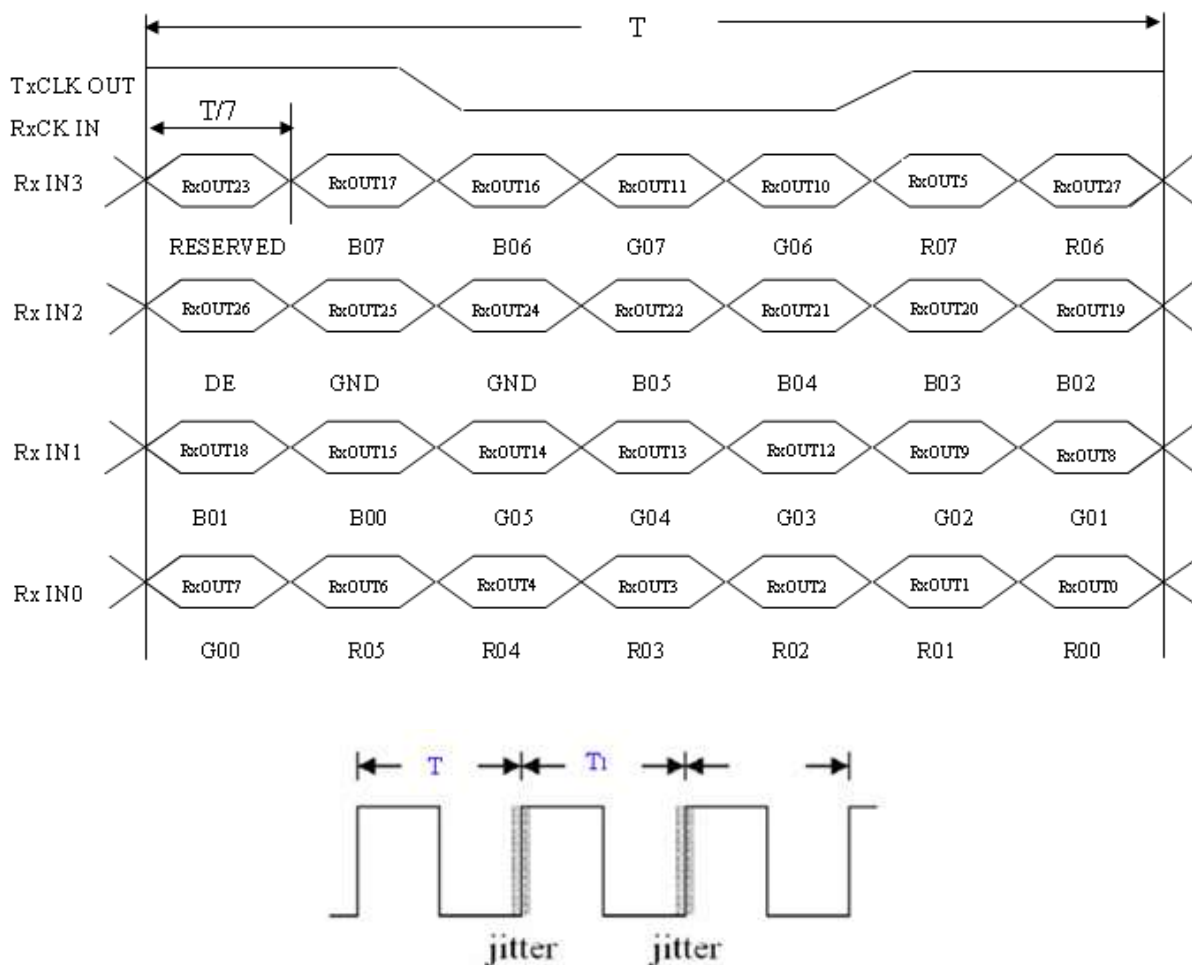 T
TxCLK OUT
T/7
RxCK IN
Rx IN3 RxOUT23 RxOUT17 RxOUT16 RxOUT11 RxOUT10 RxOUT5 RxOUT27
RESERVED B07 B06 G07 G06 R07 R06
Rx IN2 RxOUT26 RxOUT25 RxOUT24 RxOUT22 RxOUT21 RxOUT20 RxOUT19
DE GND GND B05 B04 B03 B02
Rx IN1 RxOUT18 RxOUT15 RxOUT14 RxOUT13 RxOUT12 RxOUT9 RxOUT8
B01 B00 G05 G04 G03 G02 G01
Rx IN0 RxOUT7 RxOUT6 RxOUT4 RxOUT3 RxOUT2 RxOUT1 RxOUT0
G00 R05 R04 R03 R02 R01 R00
T T1
jitter jitter